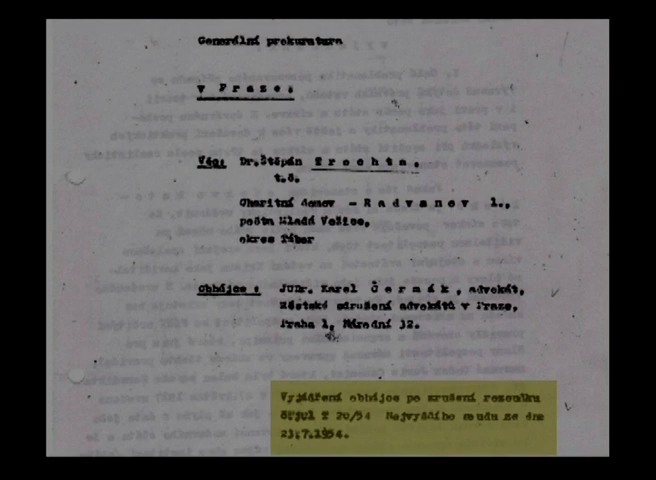 Generální prokuratura
v Praze.
Věc: Dr.Štěpán Trochta.
t.č.
Charitní domov - Radvanov 1.,
pošta Mladá Vožice,
okres Tábor
Obhájce: JUDr. Karel Čermák, advokát,
Městské sdružení advokátů v Praze,
Praha 1, Národní 32.
Vyjádření obhájce po zrušení rozsudku
T 20/54 Nejvyššího soudu ze dne
23.7.1954.